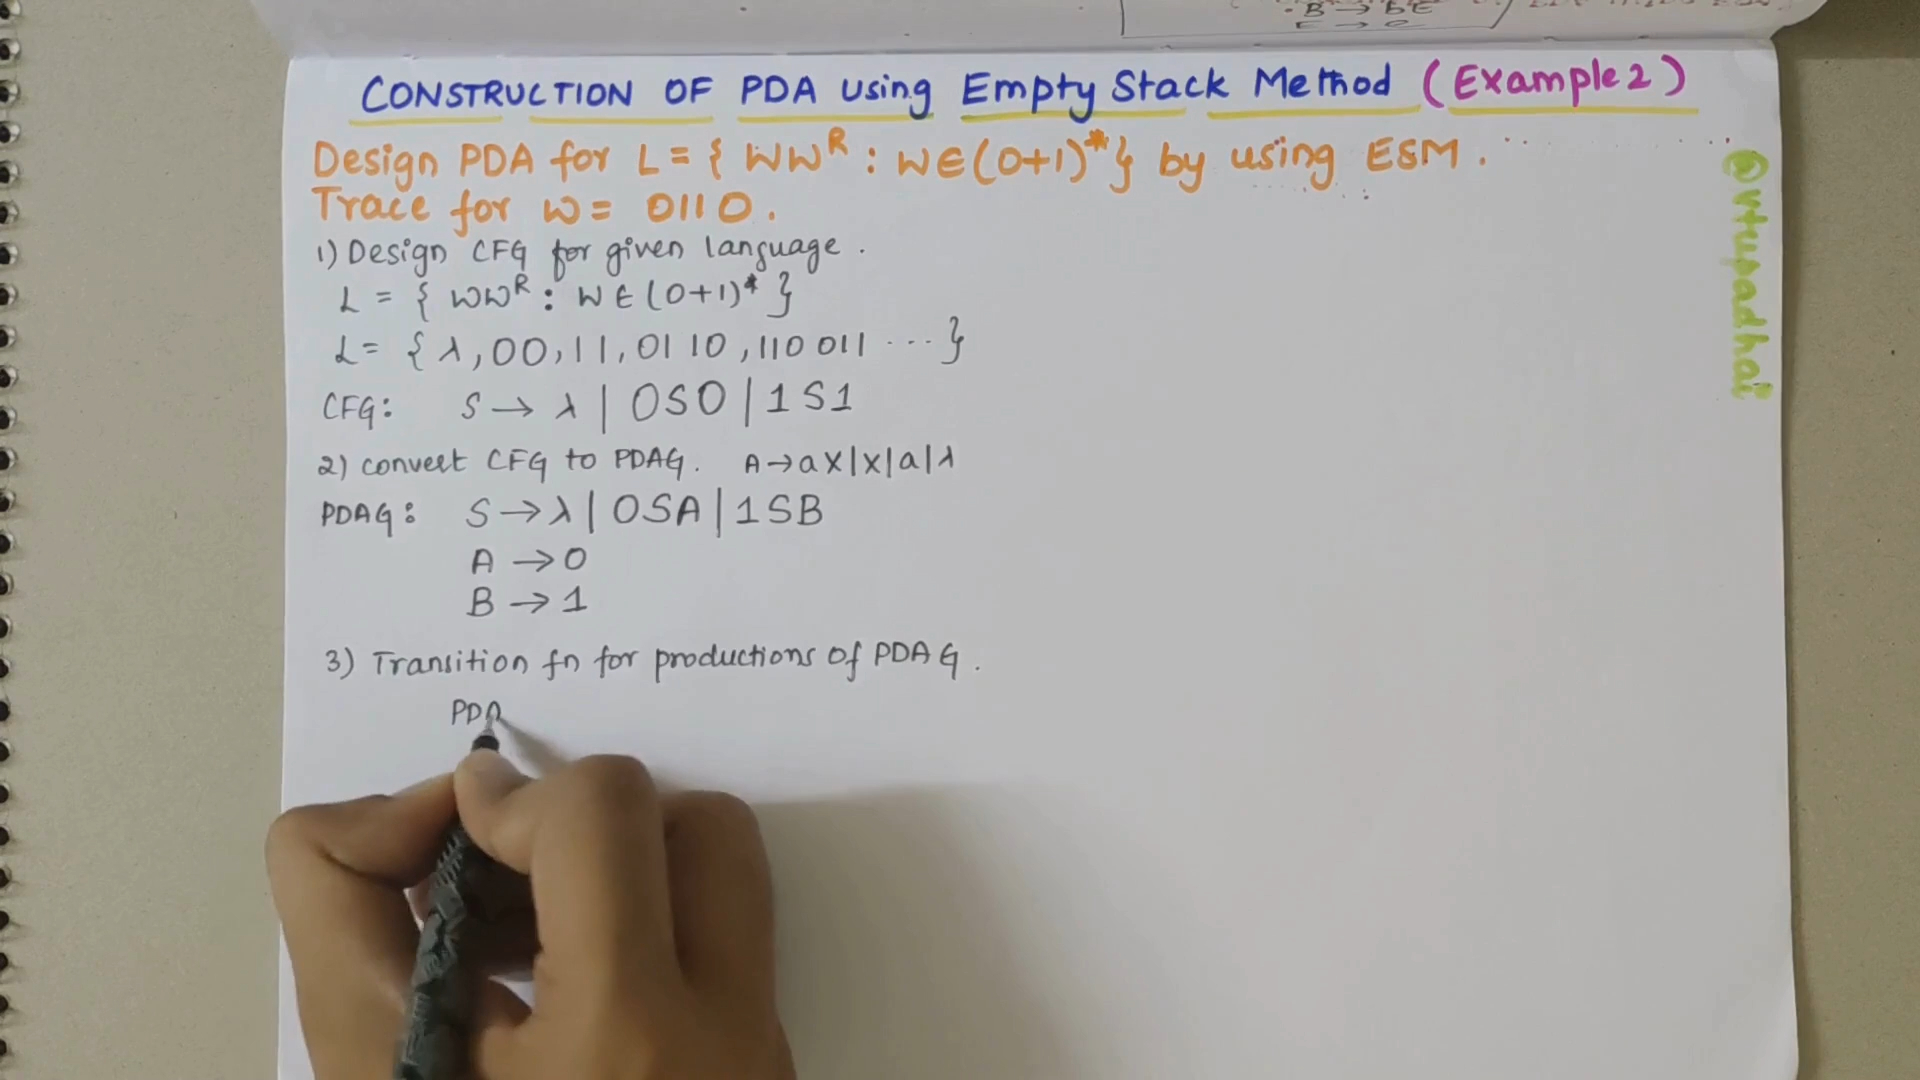 B → bE
E → e
CONSTRUCTION OF PDA using Empty Stack Method (Example 2)
Design PDA for L = { WW^R : W∈(0+1)* } by using ESM.
Trace for w = 0110.
@vtupadhai
1) Design CFG for given language.
L = { WW^R : W∈(0+1)* }
L = { λ, 00, 11, 0110, 110011 ... }
CFG: S → λ | 0S0 | 1S1
2) convert CFG to PDAG. A → aX|X|a|λ
PDAG: S → λ | 0SA | 1SB
A → 0
B → 1
3) Transition fn for productions of PDAG.
PDA